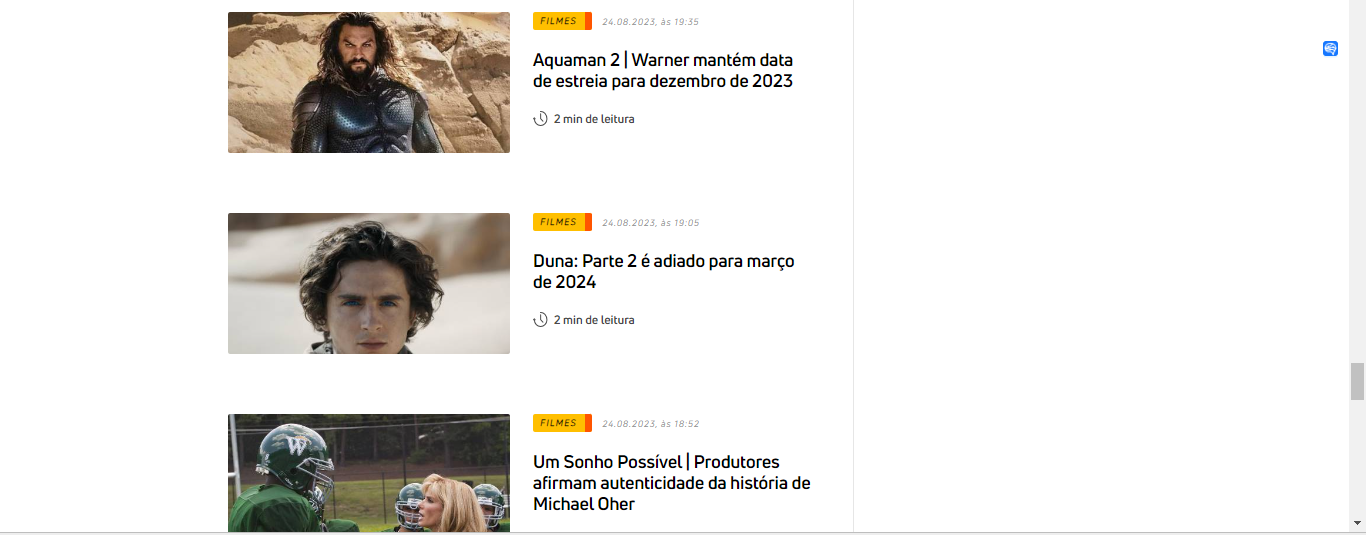 FILMES 24.08.2023, às 19:35
Aquaman 2 | Warner mantém data
de estreia para dezembro de 2023
2 min de leitura
FILMES 24.08.2023, às 19:05
Duna: Parte 2 é adiado para março
de 2024
2 min de leitura
W
FILMES 24.08.2023, às 18:52
Um Sonho Possível | Produtores
afirmam autenticidade da história de
Michael Oher